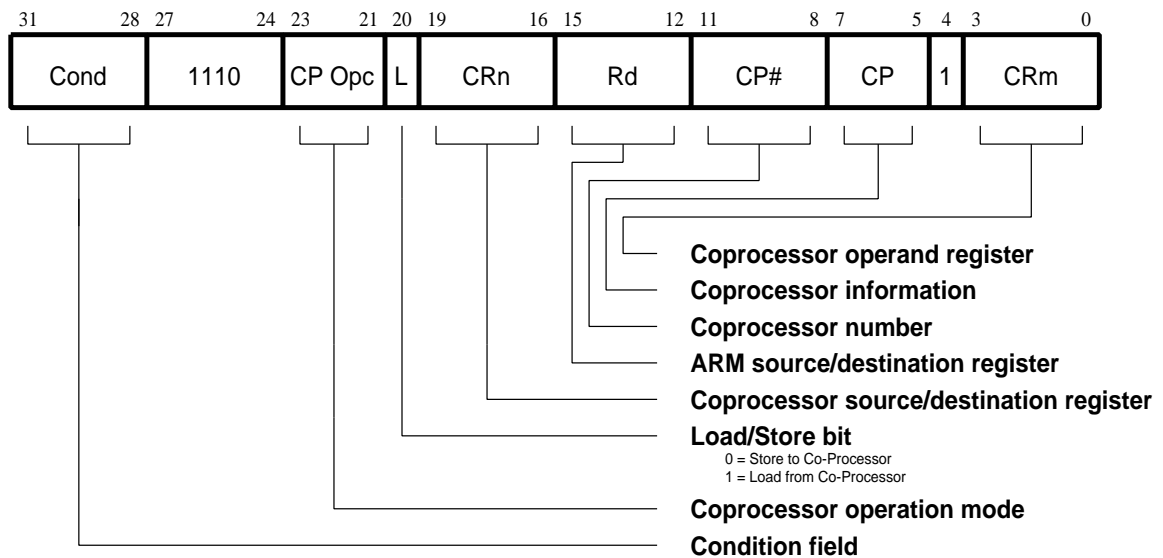 31 28 27 24 23 21 20 19 16 15 12 11 8 7 5 4 3 0
Cond 1110 CP Opc L CRn Rd CP# CP 1 CRm
Coprocessor operand register
Coprocessor information
Coprocessor number
ARM source/destination register
Coprocessor source/destination register
Load/Store bit
0 = Store to Co-Processor
1 = Load from Co-Processor
Coprocessor operation mode
Condition field